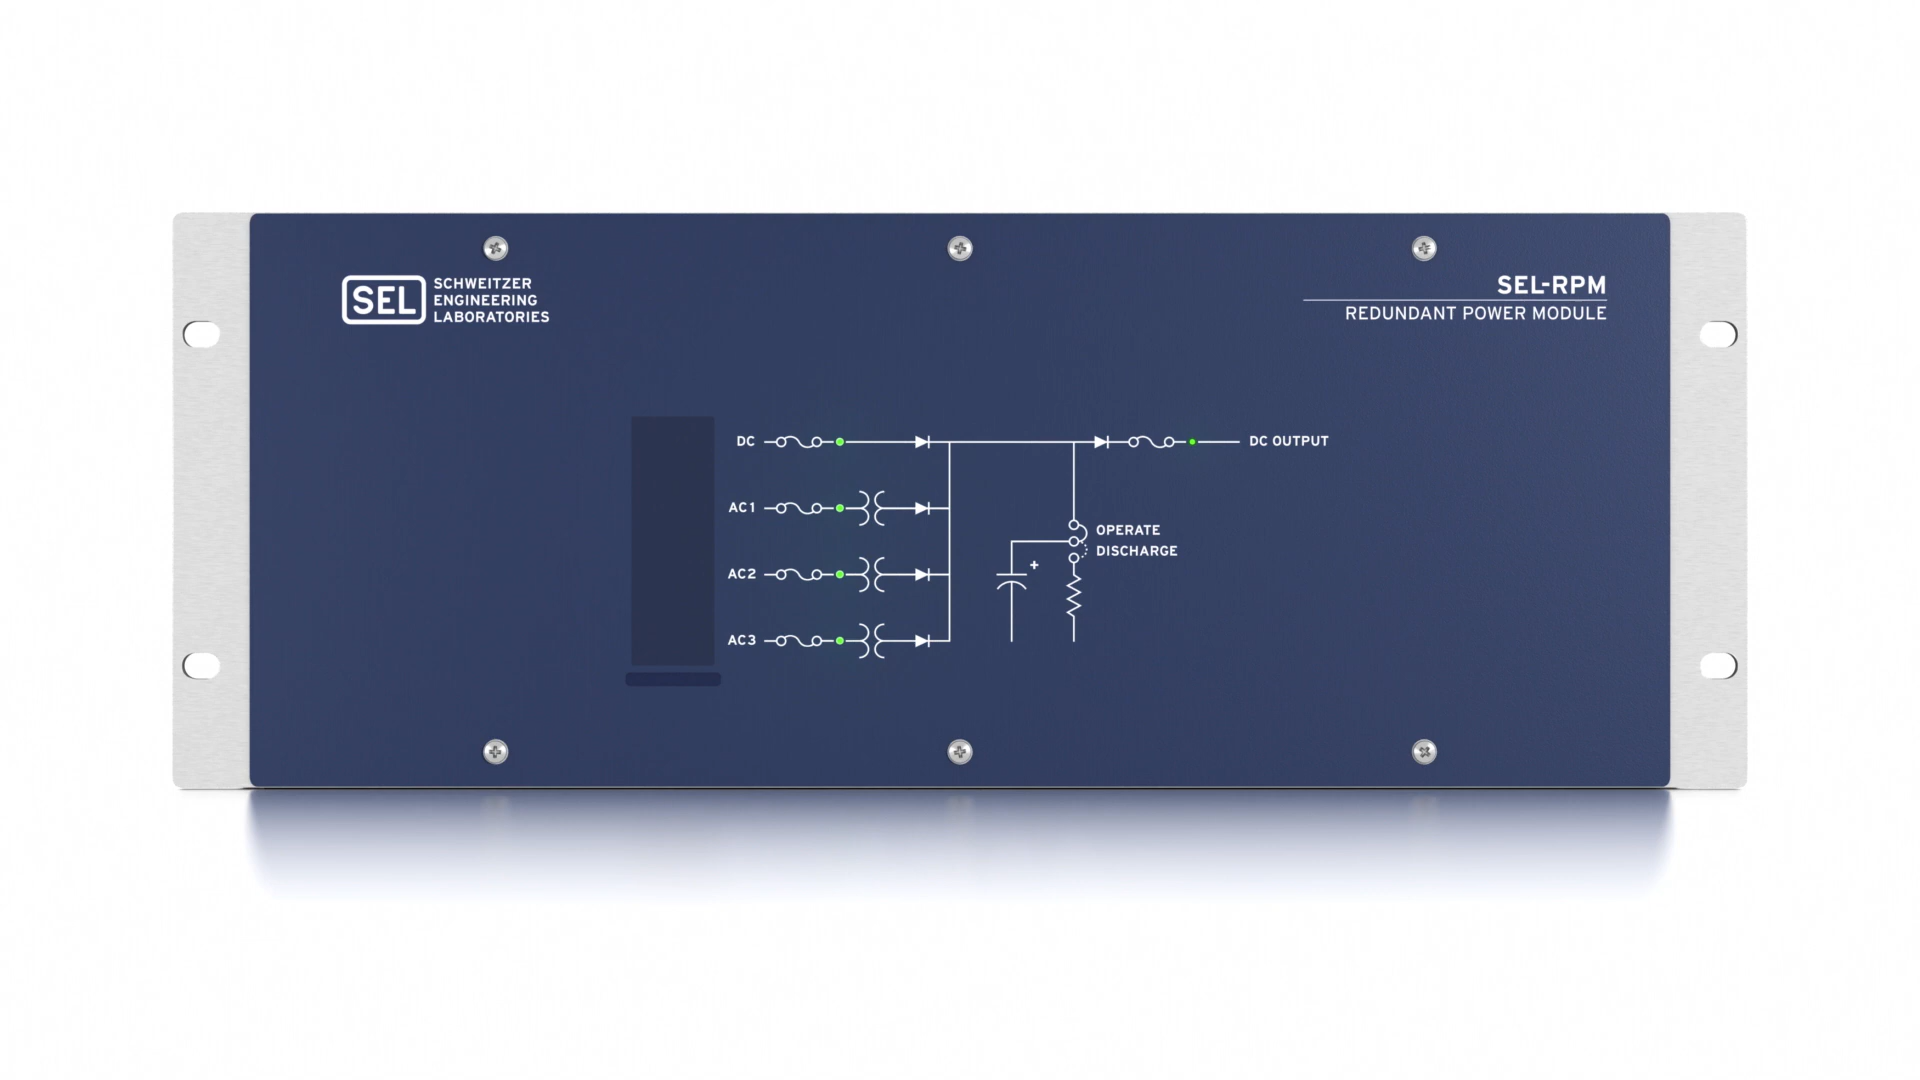 SEL
SCHWEITZER
ENGINEERING
LABORATORIES
SEL-RPM
REDUNDANT POWER MODULE
DC
DC OUTPUT
AC1
OPERATE
DISCHARGE
+
AC2
AC3